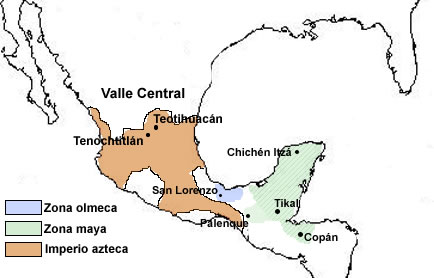 Valle Central
Teotihuacán
Tenochtitlán
Chichén Itzá
San Lorenzo
Tikal
Palenque
Copán
Zona olmeca
Zona maya
Imperio azteca